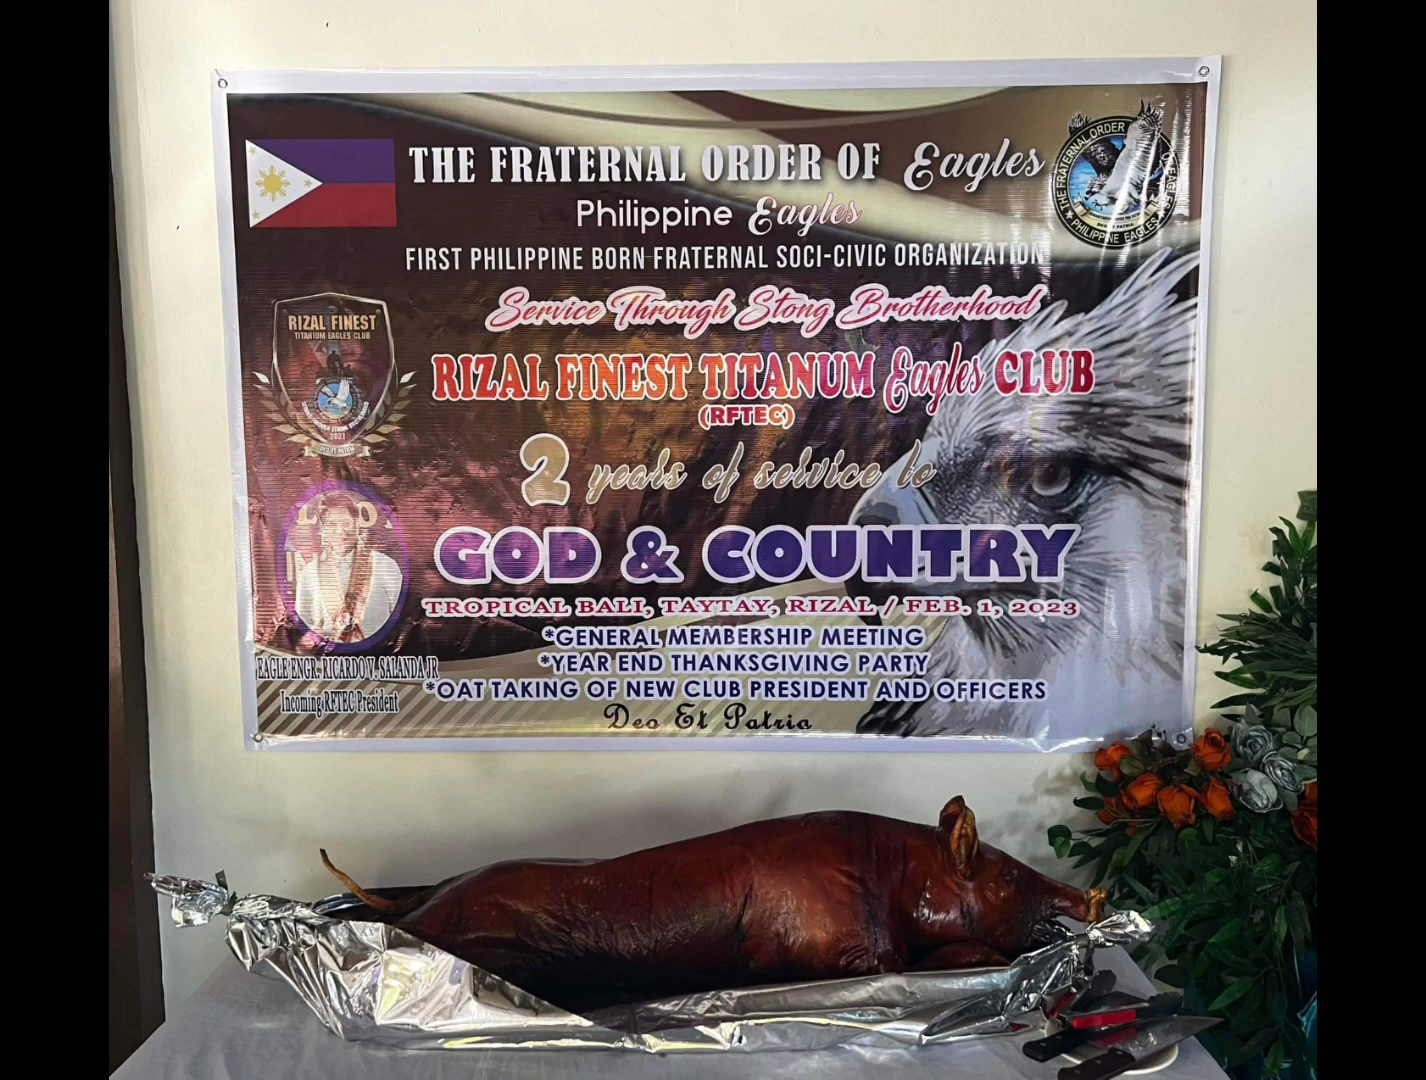 THE FRATERNAL ORDER OF Eagles
Philippine Eagles
FIRST PHILIPPINE BORN FRATERNAL SOCI-CIVIC ORGANIZATION
Service Through Stong Brotherhood
RIZAL FINEST TITANUM Eagles CLUB
(RFTEC)
2 years of service to
GOD & COUNTRY
TROPICAL BALI, TAYTAY, RIZAL / FEB. 1, 2023
*GENERAL MEMBERSHIP MEETING
*YEAR END THANKSGIVING PARTY
*OAT TAKING OF NEW CLUB PRESIDENT AND OFFICERS
Deo Et Patria
THE FRATERNAL ORDER OF EAGLES
PHILIPPINE EAGLES
RIZAL FINEST
TITANIUM EAGLES CLUB
2021
EAGLE ENGR. RICARDO V. SALANDA JR
Incoming RFTEC President